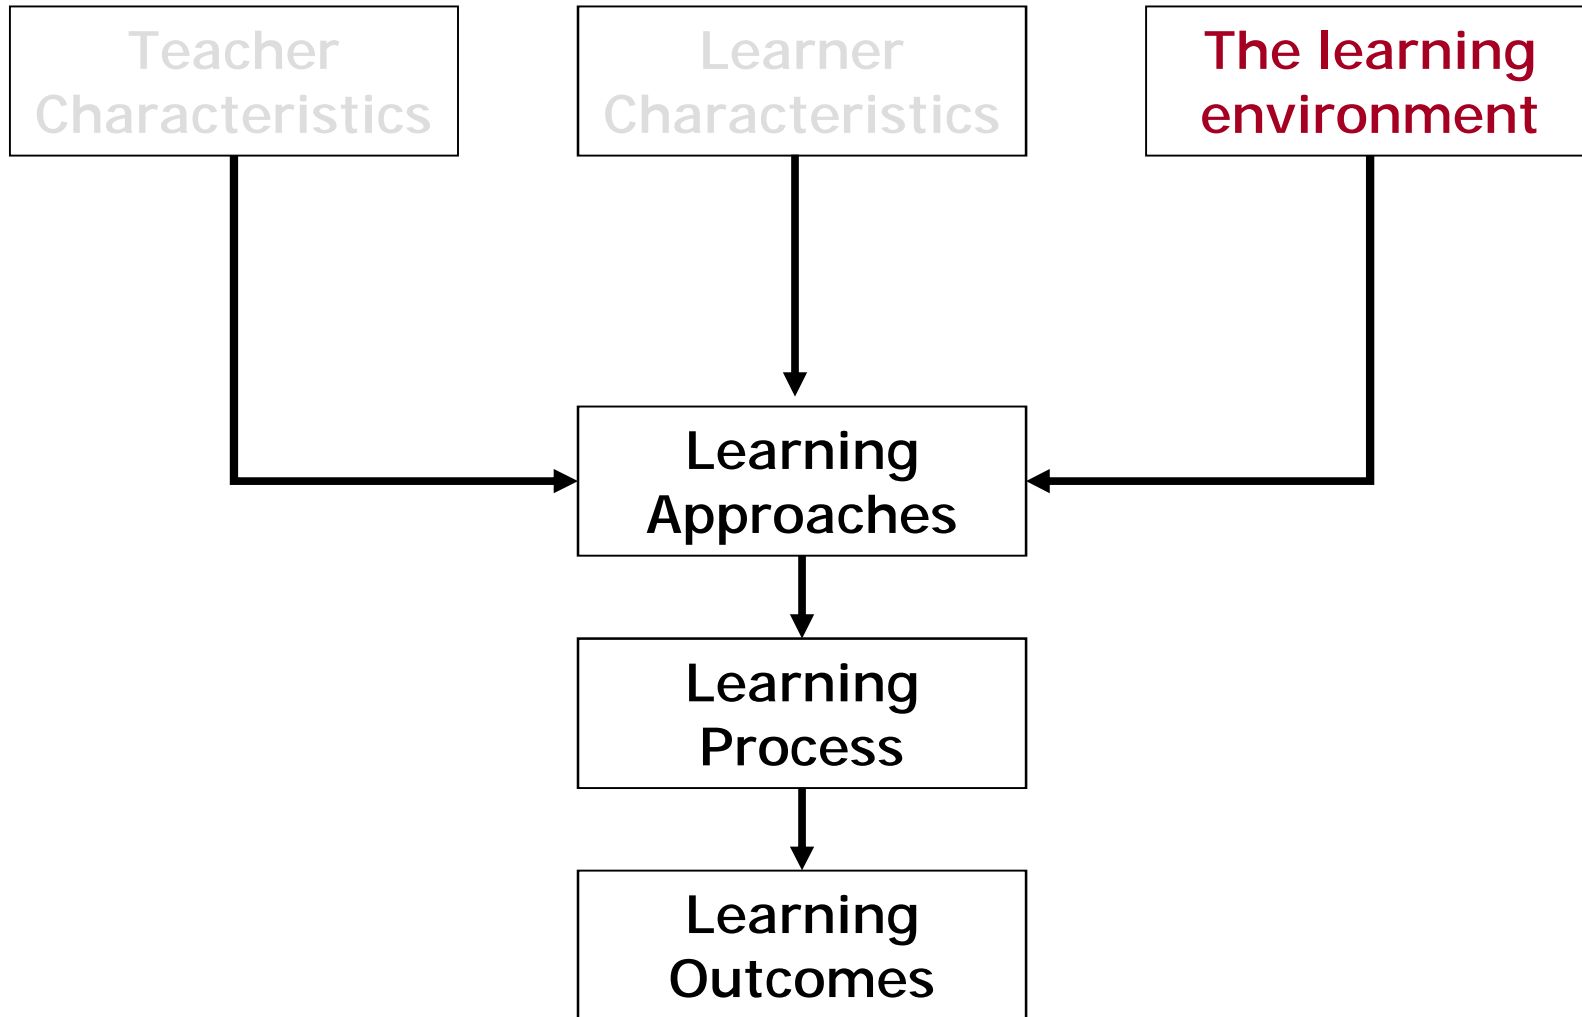 Teacher
Characteristics
Learner
Characteristics
The learning
environment
Learning
Approaches
Learning
Process
Learning
Outcomes